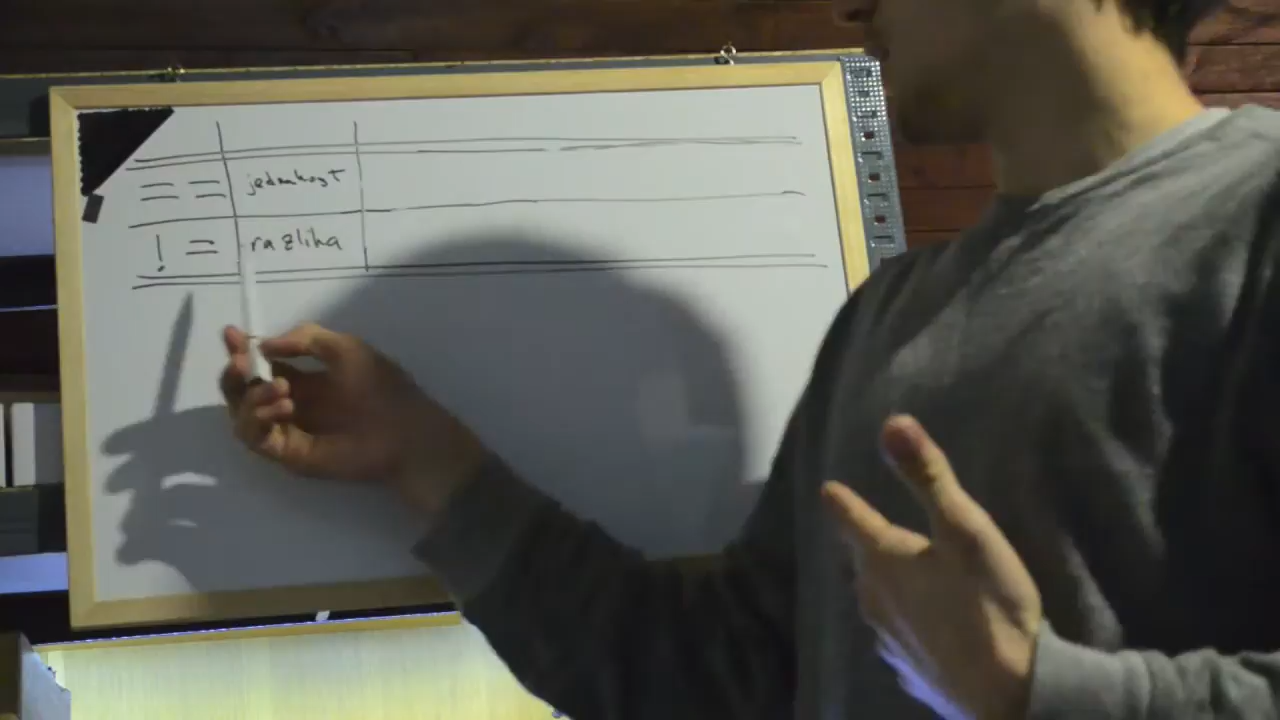 == jednakost
!= razlika